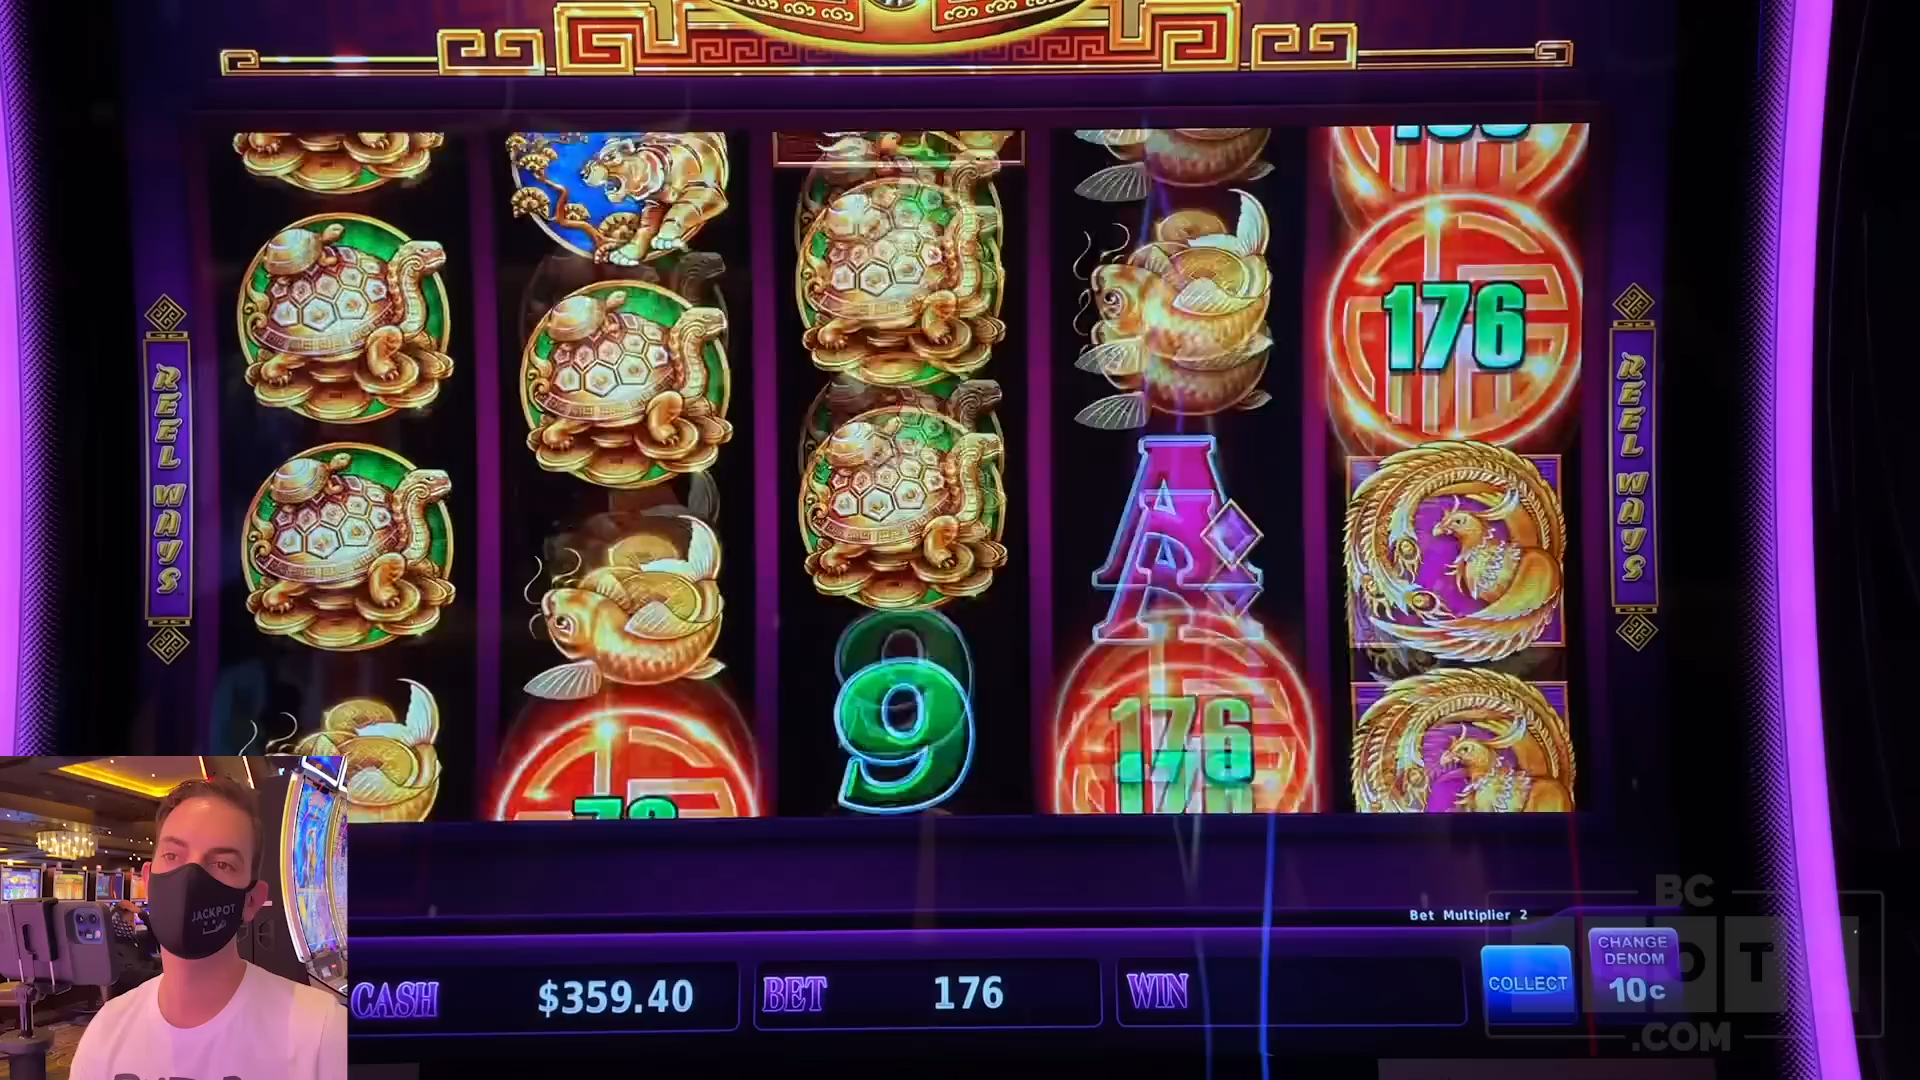 176
REEL WAYS
REEL WAYS
A
9
176
JACKPOT
Bet Multiplier 2
CASH $359.40
BET 176
WIN
COLLECT
CHANGE
DENOM
10c
BC
.COM